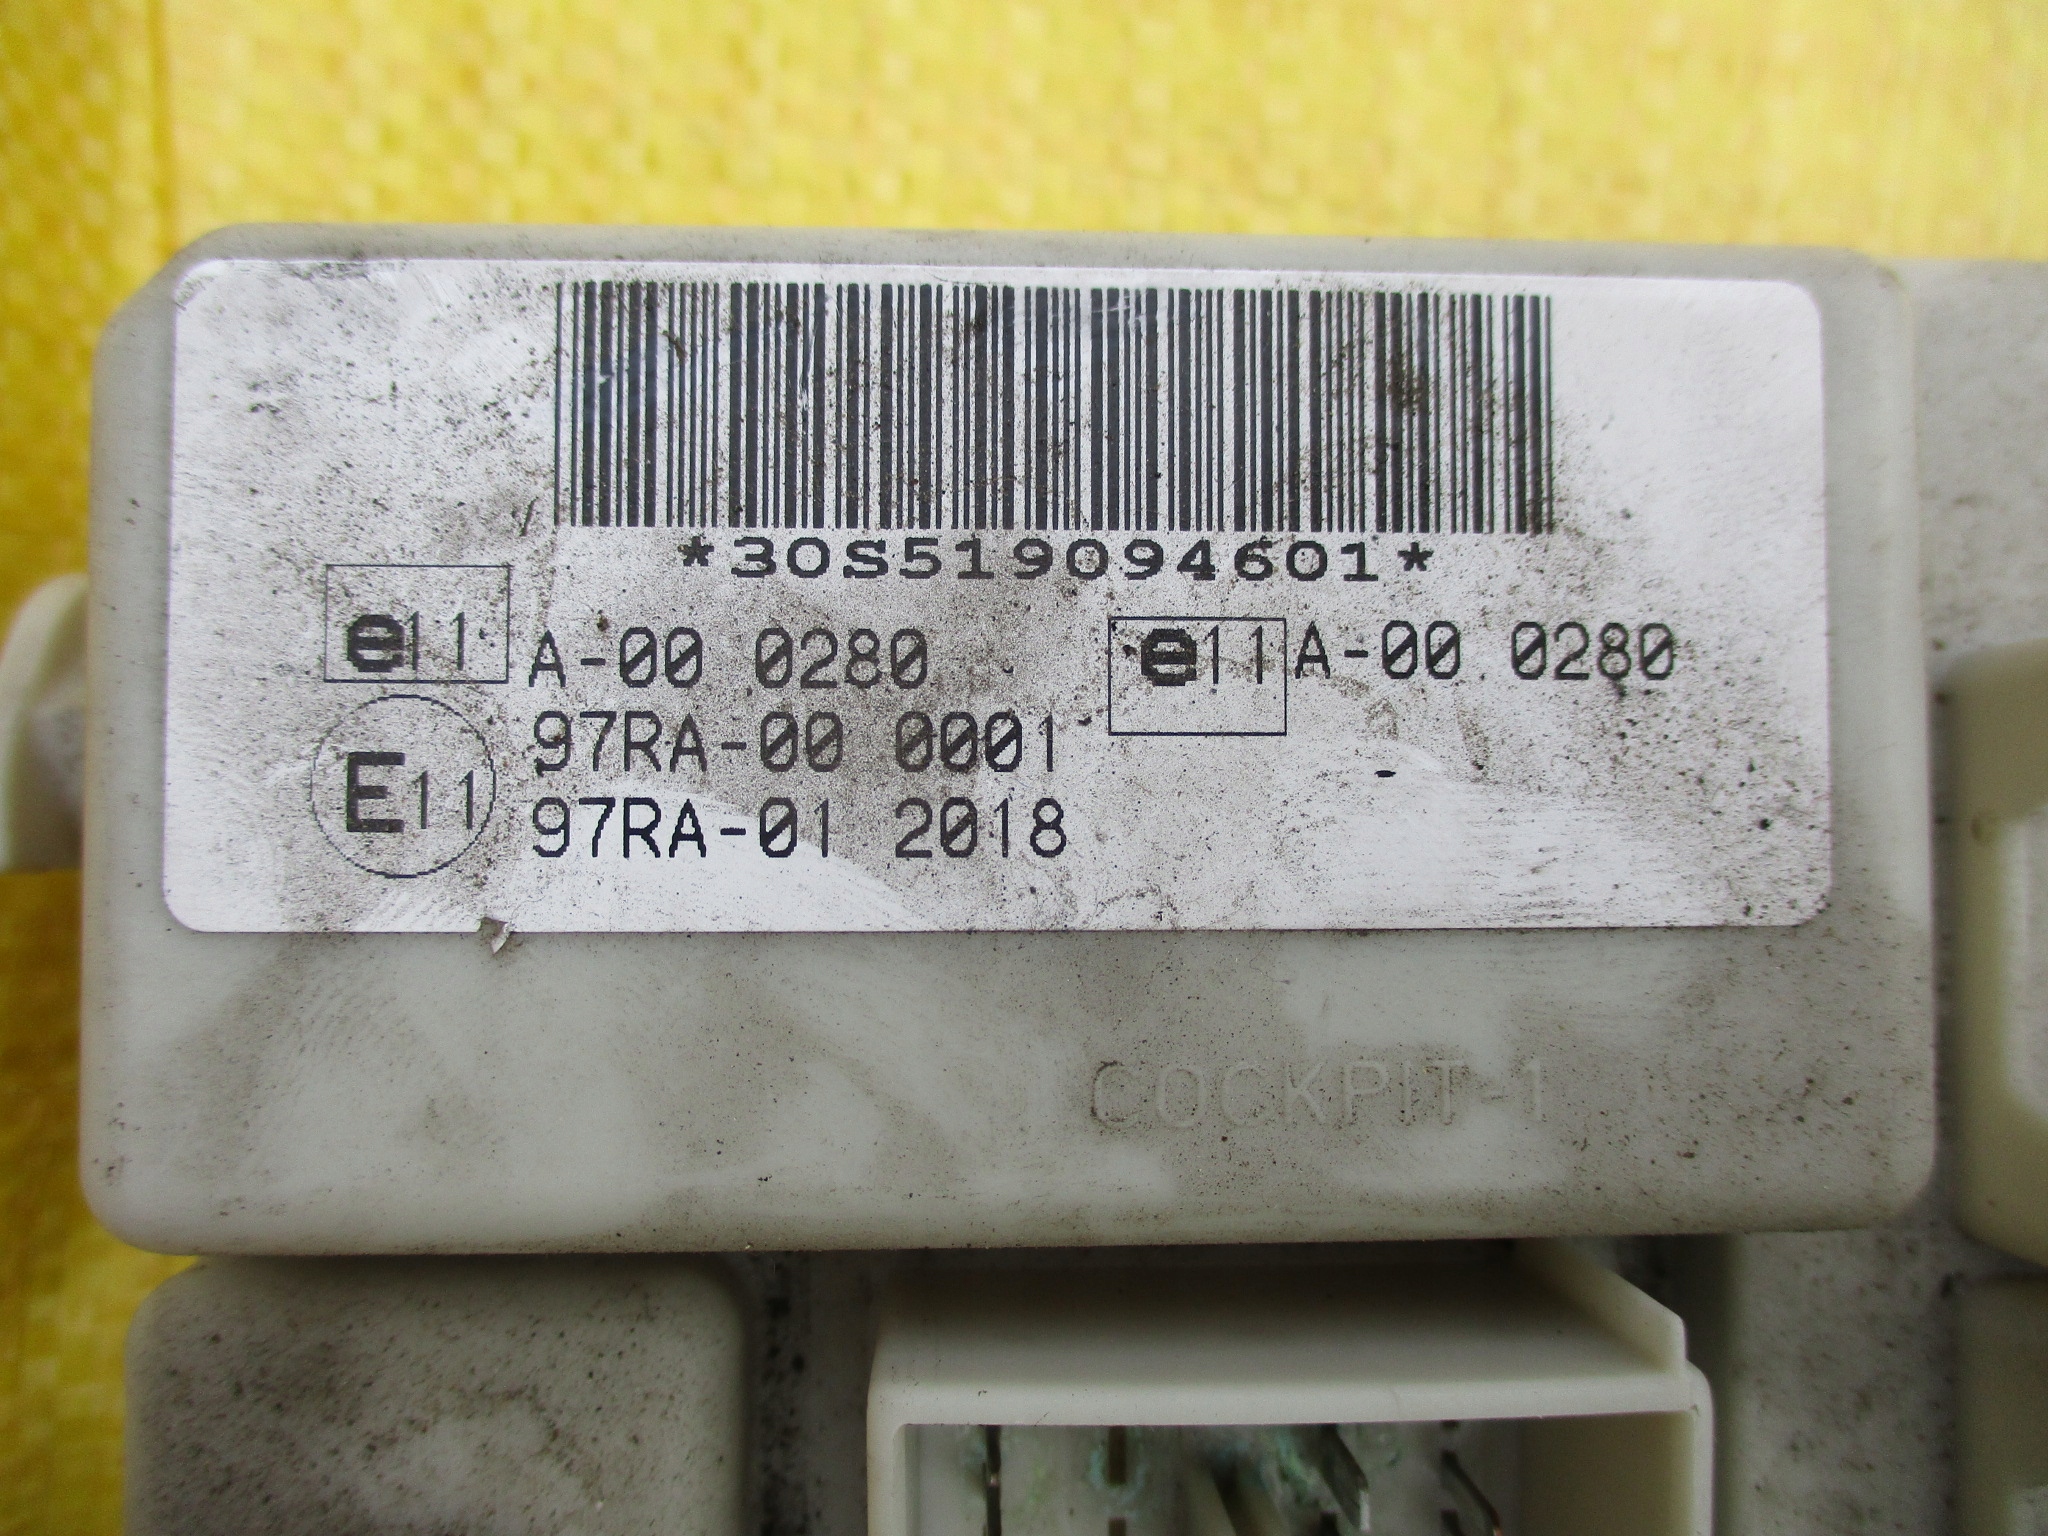 *30S519094601*
e11 A-00 0280 e11 A-00 0280
97RA-00 0001
E11
97RA-01 2018
COCKPIT-1